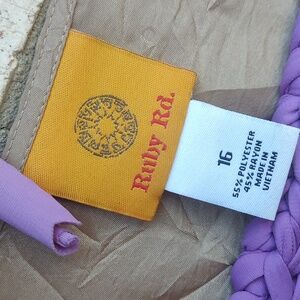 Ruby Rd.
16
55% POLYESTER
45% RAYON
MADE IN
VIETNAM